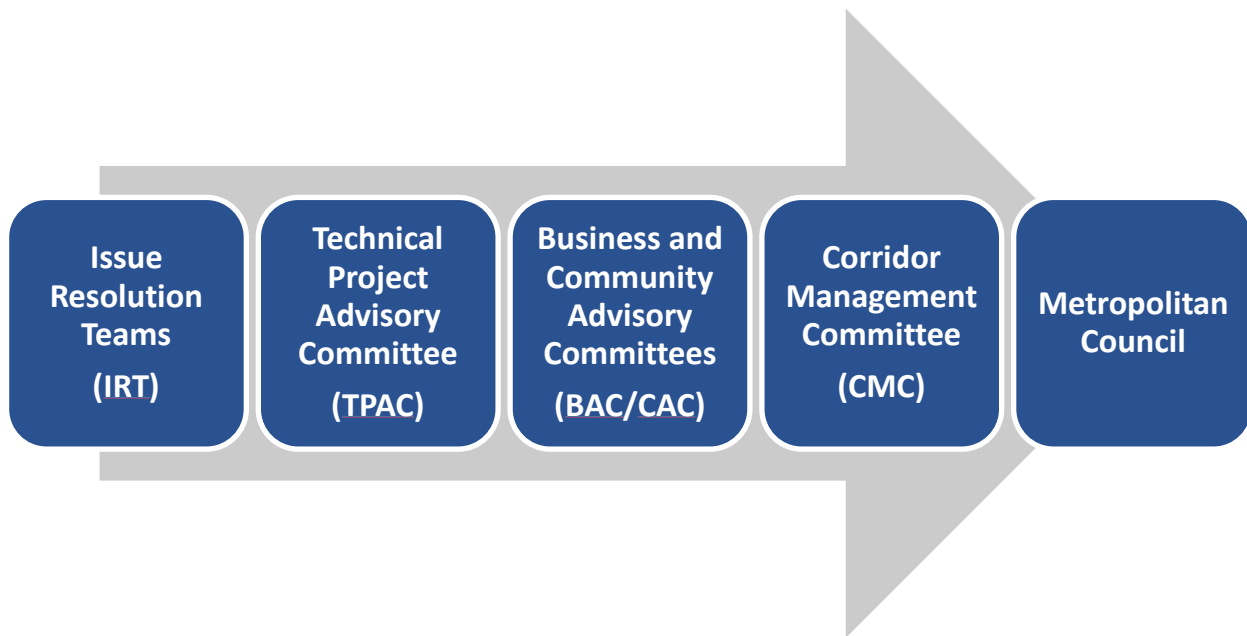 Issue
Resolution
Teams
(IRT)
Technical
Project
Advisory
Committee
(TPAC)
Business and
Community
Advisory
Committees
(BAC/CAC)
Corridor
Management
Committee
(CMC)
Metropolitan
Council